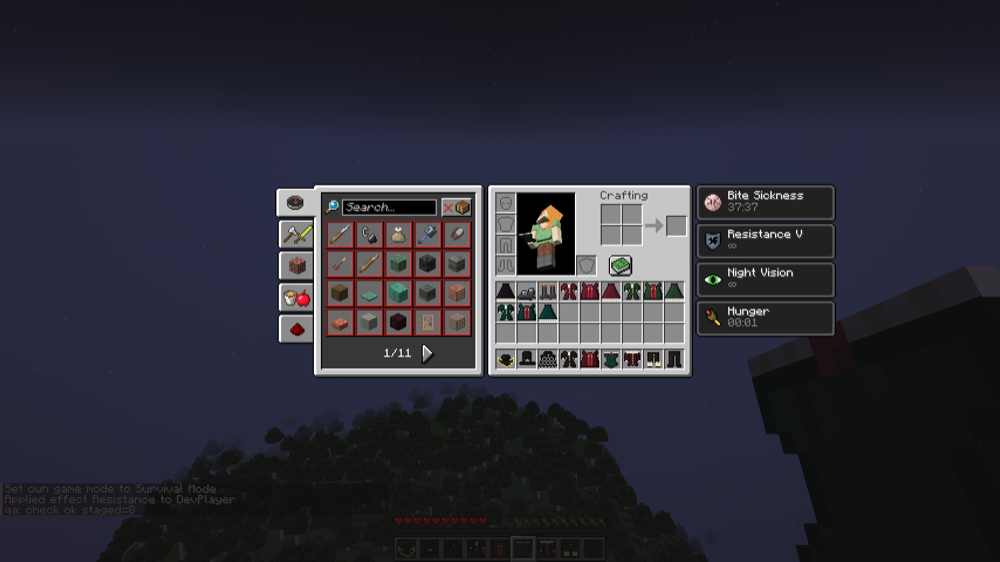 Search...
1/11
Crafting
Bite Sickness
37:37
Resistance V
∞
Night Vision
∞
Hunger
00:01
Set own game mode to Survival Mode
Applied effect Resistance to DevPlayer
qa: check ok staged=8